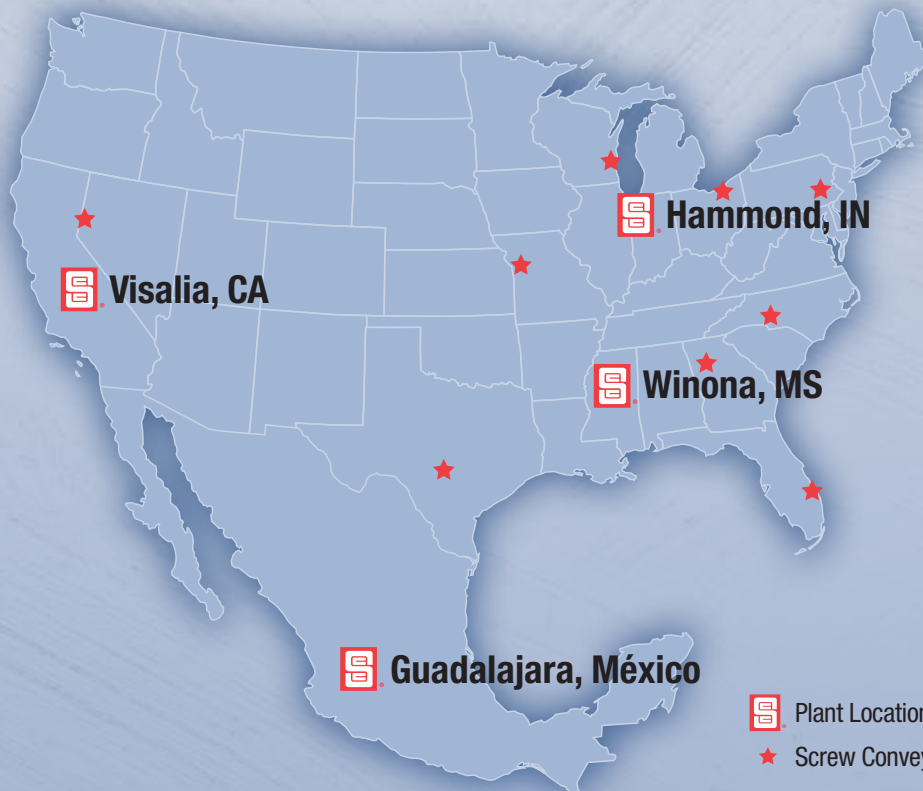 Hammond, IN
Visalia, CA
Winona, MS
Guadalajara, México
Plant Location
Screw Convey